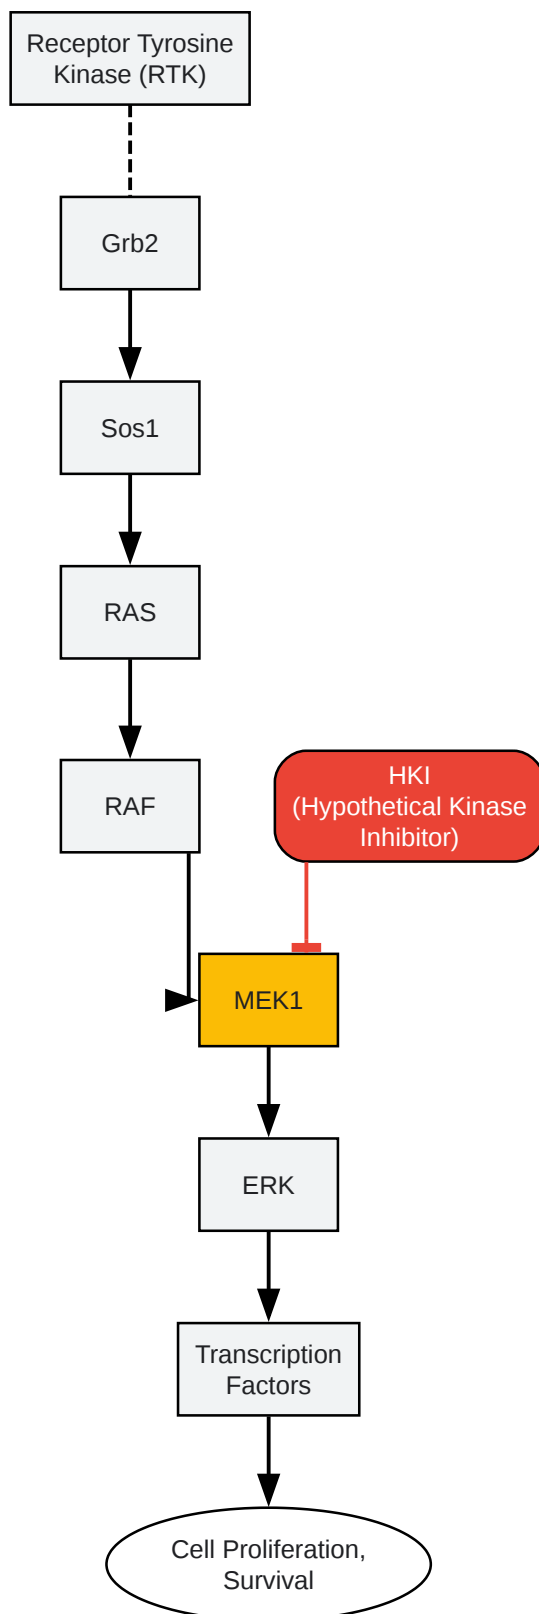 Receptor Tyrosine
Kinase (RTK)
Grb2
Sos1
RAS
RAF
HKI
(Hypothetical Kinase
Inhibitor)
MEK1
ERK
Transcription
Factors
Cell Proliferation,
Survival